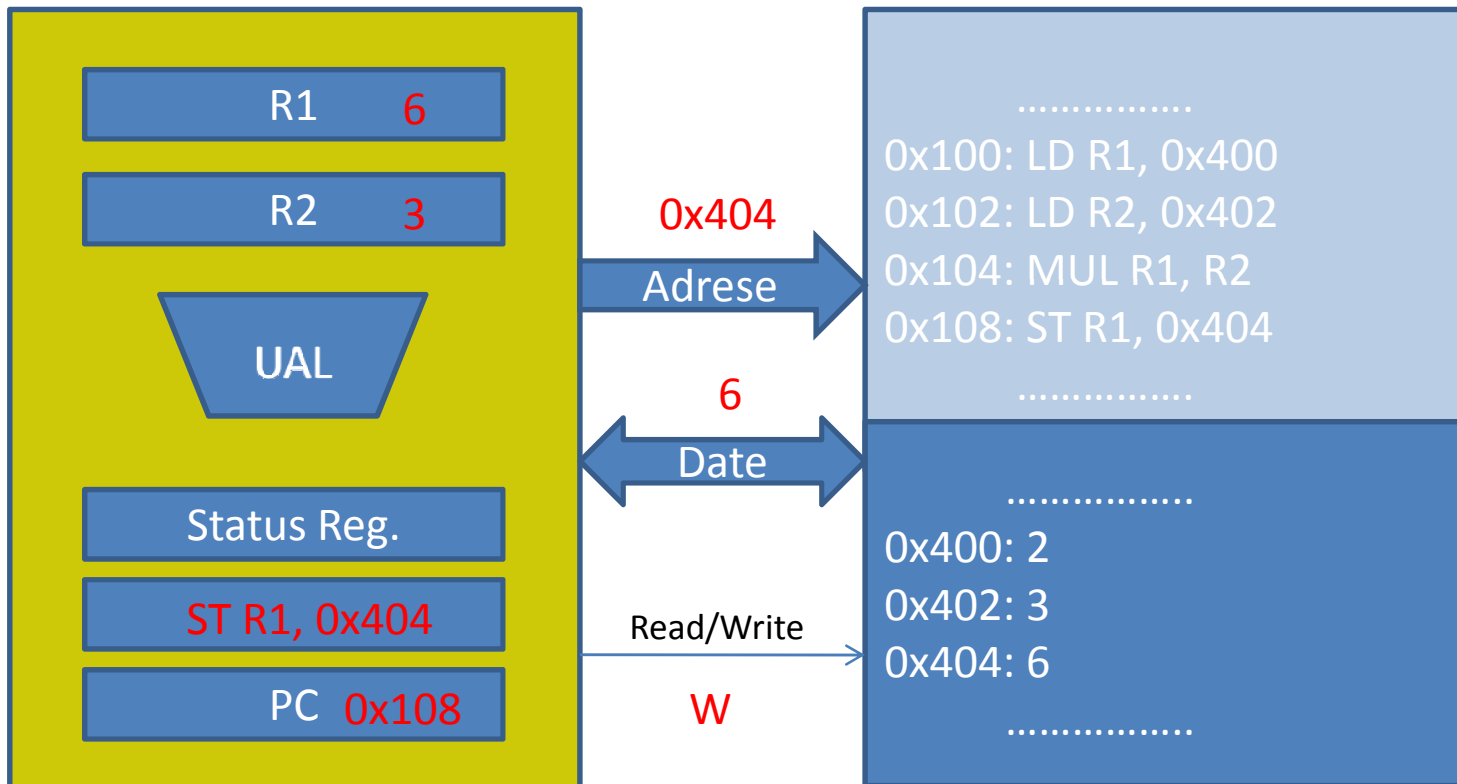 R1 6
R2 3
UAL
Status Reg.
ST R1, 0x404
PC 0x108
0x404
Adrese
6
Date
Read/Write
W
................
0x100: LD R1, 0x400
0x102: LD R2, 0x402
0x104: MUL R1, R2
0x108: ST R1, 0x404
................
.................
0x400: 2
0x402: 3
0x404: 6
.................